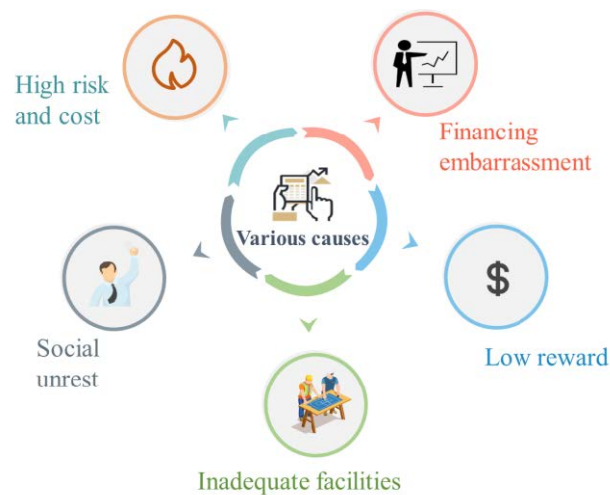 High risk
and cost
Financing
embarrassment
Various causes
$
Social
unrest
Low reward
Inadequate facilities